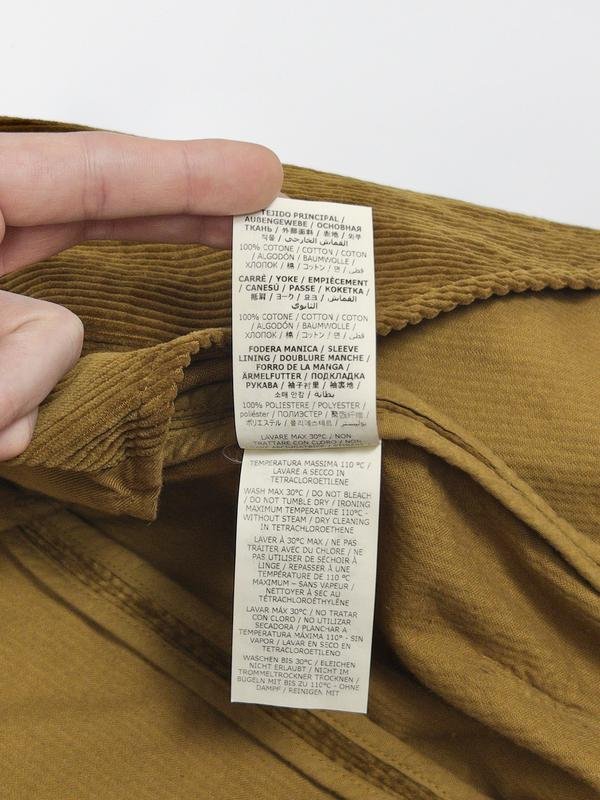 TEJIDO PRINCIPAL /
AUßENGEWEBE / ОСНОВНАЯ
ТКАНЬ / 外部面料 / 表地 / 외부
직물 / القماش الخارجي
100% COTONE / COTTON / COTON
/ ALGODÓN / BAUMWOLLE /
ХЛОПОК / 棉 / コットン / 면 / قطن
CARRÉ / YOKE / EMPIÈCEMENT
/ CANESÚ / PASSE / KOKETKA /
抵肩 / ヨーク / 요크 / القماش
الثانوي
100% COTONE / COTTON / COTON
/ ALGODÓN / BAUMWOLLE /
ХЛОПОК / 棉 / コットン / 면 / قطن
FODERA MANICA / SLEEVE
LINING / DOUBLURE MANCHE /
FORRO DE LA MANGA /
ÄRMELFUTTER / ПОДКЛАДКА
РУКАВА / 袖子衬里 / 袖裏地 /
소매 안감 / بطانة
100% POLIESTERE / POLYESTER /
poliéster / ПОЛИЭСТЕР / 聚酯纤维 /
ポリエステル / 폴리에스테르 / بوليستر
LAVARE MAX 30°C / NON
TRATTARE CON CLORO / NON
TEMPERATURA MASSIMA 110 ºC /
LAVARE A SECCO IN
TETRACLOROETILENE
WASH MAX 30°C / DO NOT BLEACH
/ DO NOT TUMBLE DRY / IRONING
MAXIMUM TEMPERATURE 110°C -
WITHOUT STEAM / DRY CLEANING
IN TETRACLOROETHENE
LAVER À 30°C MAX / NE PAS
TRAITER AVEC DU CHLORE / NE
PAS UTILISER DE SÉCHOIR À
LINGE / REPASSER À UNE
TEMPÉRATURE DE 110 ºC
MAXIMUM – SANS VAPEUR /
NETTOYER À SEC AU
TÉTRACHLOROÉTHYLÈNE
LAVAR MÁX 30°C / NO TRATAR
CON CLORO / NO UTILIZAR
SECADORA / PLANCHAR A
TEMPERATURA MÁXIMA 110°- SIN
VAPOR / LAVAR EN SECO EN
TETRACLOROETILENO
WASCHEN BIS 30°C / BLEICHEN
NICHT ERLAUBT / NICHT IM
TROMMELTROCKNER TROCKNEN /
BÜGELN MIT BIS ZU 110°C - OHNE
DAMPF / REINIGEN MIT